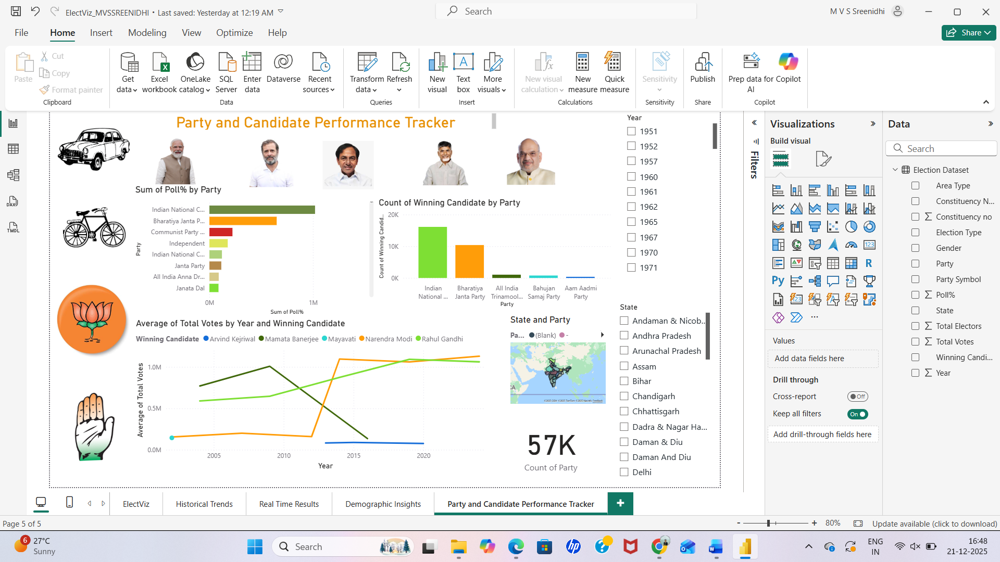 ElectViz_MVSSREENIDHI • Last saved: Yesterday at 12:19 AM
Search
M V S Sreenidhi
File
Home
Insert
Modeling
View
Optimize
Help
Share
Paste
Cut
Copy
Format painter
Clipboard
Get data
Excel workbook
OneLake catalog
SQL Server
Enter data
Dataverse
Recent sources
Data
Transform data
Refresh
Queries
New visual
Text box
More visuals
Insert
New visual calculation
New measure
Quick measure
Calculations
Sensitivity
Sensitivity
Publish
Share
Prep data for AI
Copilot
Copilot
DAX
TMDL
Party and Candidate Performance Tracker
Sum of Poll% by Party
Party
Indian National C...
Bharatiya Janta P...
Communist Party ...
Independent
Indian National C...
Janta Party
All India Anna Dr...
Janata Dal
0M
1M
Sum of Poll%
Count of Winning Candidate by Party
Count of Winning Candid...
20K
10K
0K
Indian National ...
Bharatiya Janta Party
All India Trinamool...
Bahujan Samaj Party
Aam Aadmi Party
Party
Average of Total Votes by Year and Winning Candidate
Winning Candidate
Arvind Kejriwal
Mamata Banerjee
Mayavati
Narendra Modi
Rahul Gandhi
Average of Total Votes
1.0M
0.5M
0.0M
2005
2010
2015
2020
Year
State and Party
Pa...
(Blank)
-
CA
©2025 OSM ©2025 TomTom
Feedback
57K
Count of Party
Year
1951
1952
1957
1960
1961
1962
1965
1967
1970
1971
State
Andaman & Nicob...
Andhra Pradesh
Arunachal Pradesh
Assam
Bihar
Chandigarh
Chhattisgarh
Dadra & Nagar Ha...
Daman & Diu
Daman And Diu
Delhi
Filters
Visualizations
Build visual
123
R
Py
123
Values
Add data fields here
Drill through
Cross-report
Off
Keep all filters
On
Add drill-through fields here
Data
Search
Election Dataset
Area Type
Constituency N...
Constituency no
Election Type
Gender
Party
Party Symbol
Poll%
State
Total Electors
Total Votes
Winning Candi...
Year
ElectViz
Historical Trends
Real Time Results
Demographic Insights
Party and Candidate Performance Tracker
Page 5 of 5
80%
Update available (click to download)
6
27°C
Sunny
Search
hp
ENG
IN
16:48
21-12-2025